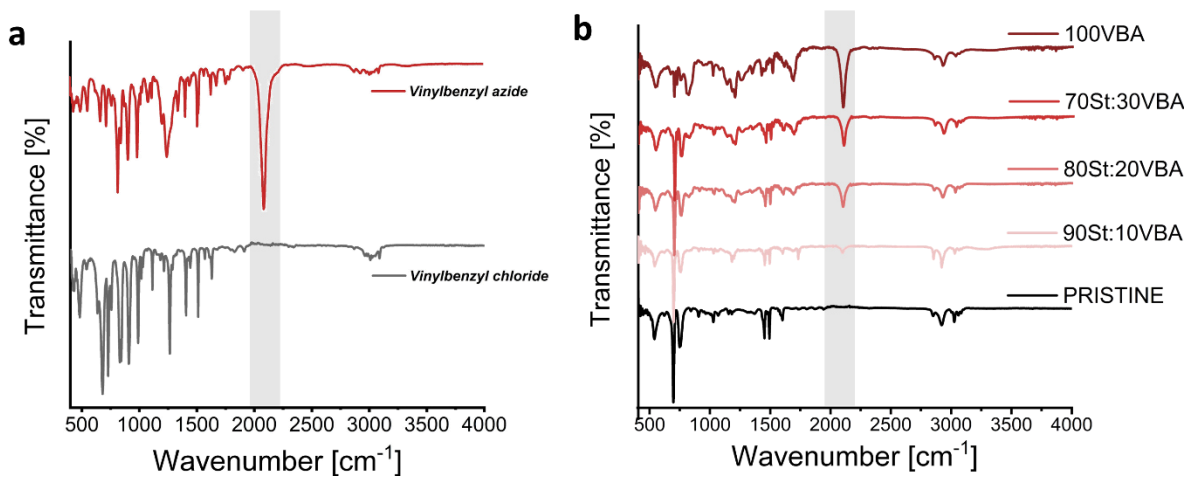 a
Transmittance [%]
Vinylbenzyl azide
Vinylbenzyl chloride
500 1000 1500 2000 2500 3000 3500 4000
Wavenumber [cm⁻¹]
b
Transmittance [%]
100VBA
70St:30VBA
80St:20VBA
90St:10VBA
PRISTINE
500 1000 1500 2000 2500 3000 3500 4000
Wavenumber [cm⁻¹]